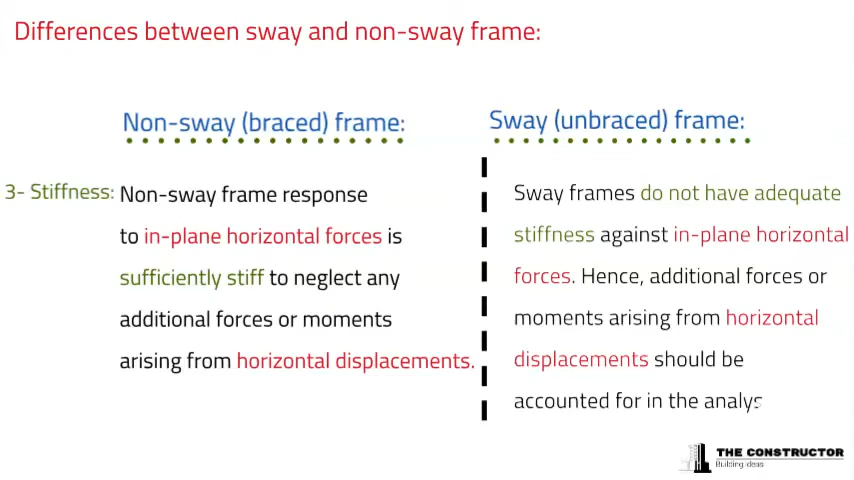 Differences between sway and non-sway frame:
Non-sway (braced) frame:
3- Stiffness:
Non-sway frame response
to in-plane horizontal forces is
sufficiently stiff to neglect any
additional forces or moments
arising from horizontal displacements.
Sway (unbraced) frame:
Sway frames do not have adequate
stiffness against in-plane horizontal
forces. Hence, additional forces or
moments arising from horizontal
displacements should be
accounted for in the analys
THE CONSTRUCTOR
Building Ideas